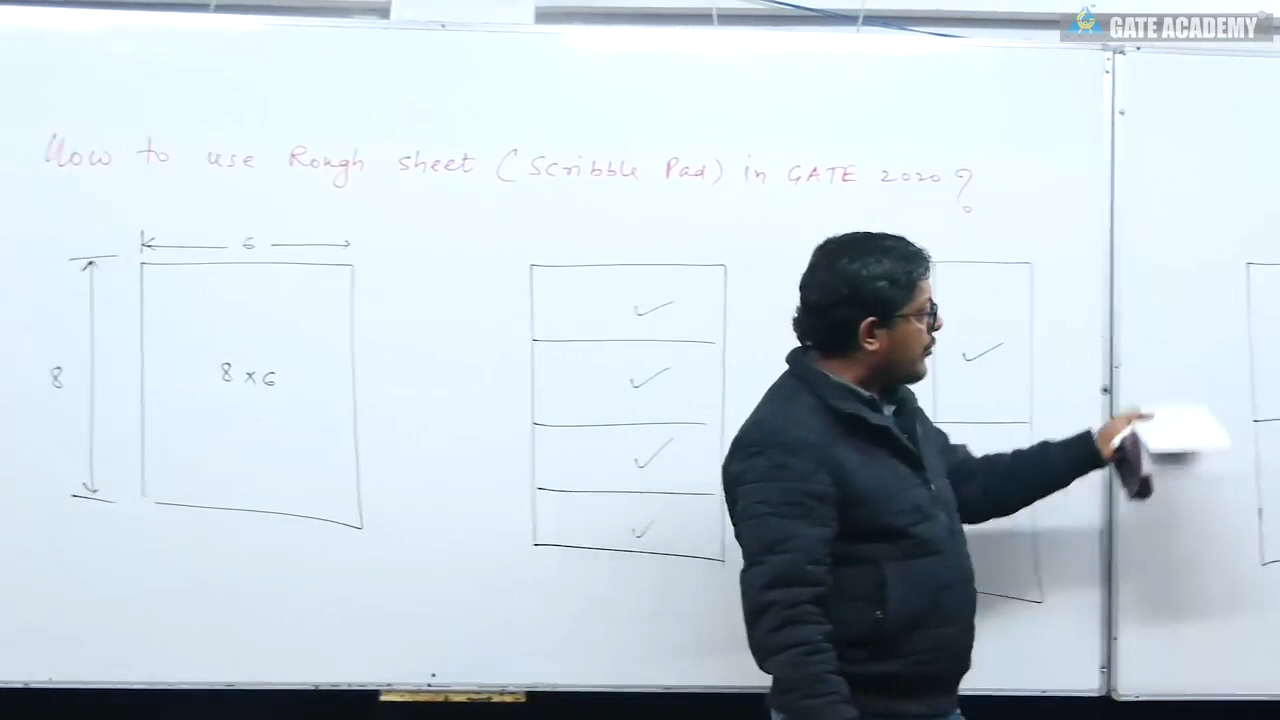 GATE ACADEMY
How to use Rough sheet (Scribble Pad) in GATE 2020?
6
8
8 × 6